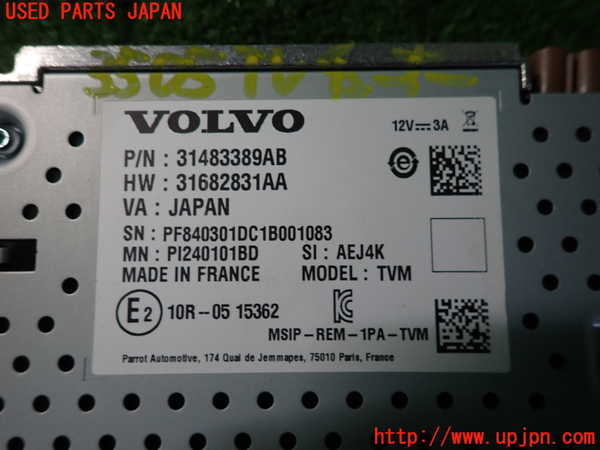 USED PARTS JAPAN
VOLVO
12V 3A
P/N : 31483389AB
HW : 31682831AA
VA : JAPAN
SN : PF840301DC1B001083
MN : PI240101BD SI : AEJ4K
MADE IN FRANCE MODEL : TVM
E2 10R-05 15362
MSIP-REM-1PA-TVM
Parrot Automotive, 174 Quai de Jemmapes, 75010 Paris, France
http://www.upjpn.com/